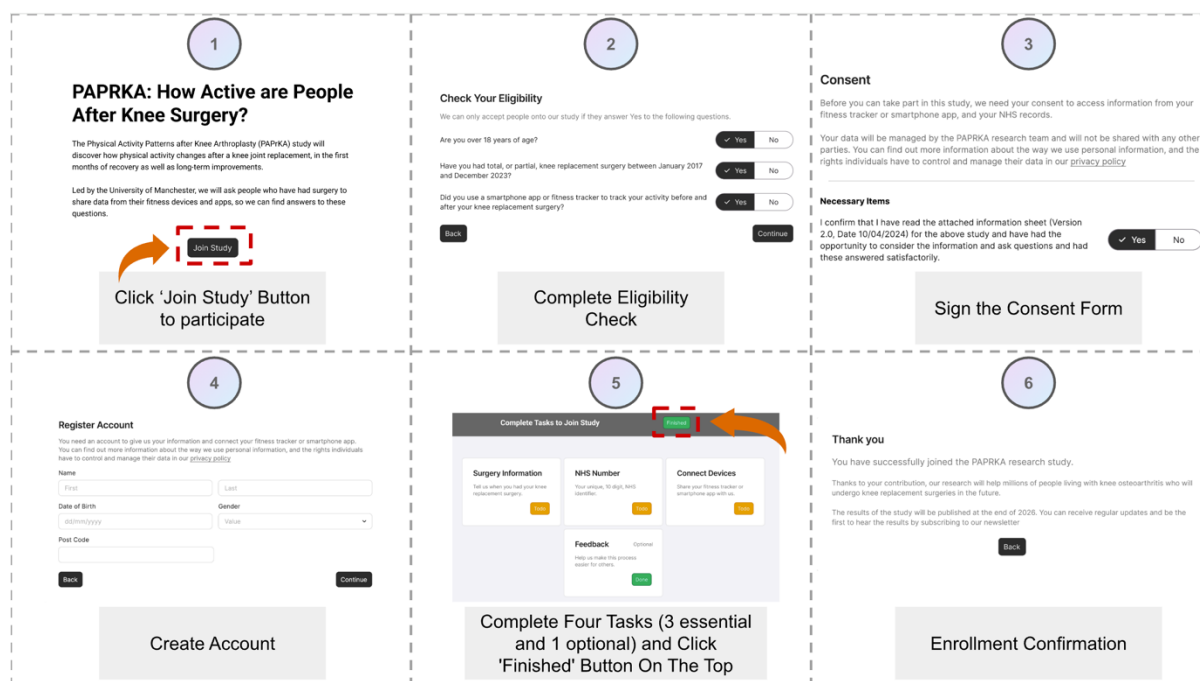 1
PAPRKA: How Active are People
After Knee Surgery?
The Physical Activity Patterns after Knee Arthroplasty (PAPrKA) study will
discover how physical activity changes after a knee joint replacement, in the first
months of recovery as well as long-term improvements.
Led by the University of Manchester, we will ask people who have had surgery to
share data from their fitness devices and apps, so we can find answers to these
questions.
Join Study
Click ‘Join Study’ Button
to participate
2
Check Your Eligibility
We can only accept people onto our study if they answer Yes to the following questions.
Are you over 18 years of age?
✓ Yes No
Have you had total, or partial, knee replacement surgery between January 2017
and December 2023?
✓ Yes No
Did you use a smartphone app or fitness tracker to track your activity before and
after your knee replacement surgery?
✓ Yes No
Back Continue
Complete Eligibility
Check
3
Consent
Before you can take part in this study, we need your consent to access information from your
fitness tracker or smartphone app, and your NHS records.
Your data will be managed by the PAPRKA research team and will not be shared with any other
parties. You can find out more information about the way we use personal information, and the
rights individuals have to control and manage their data in our privacy policy
Necessary Items
I confirm that I have read the attached information sheet (Version
2.0, Date 10/04/2024) for the above study and have had the
opportunity to consider the information and ask questions and had
these answered satisfactorily.
✓ Yes No
Sign the Consent Form
4
Register Account
You need an account to give us your information and connect your fitness tracker or smartphone app.
You can find out more information about the way we use personal information, and the rights individuals
have to control and manage their data in our privacy policy
Name
First Last
Date of Birth Gender
dd/mm/yyyy Value
Post Code
Back Continue
Create Account
5
Complete Tasks to Join Study Finished
Surgery Information
Tell us when you had your knee
replacement surgery.
Todo
NHS Number
Your unique, 10 digit, NHS
identifier.
Todo
Connect Devices
Share your fitness tracker or
smartphone app with us.
Todo
Feedback Optional
Help us make this process
easier for others.
Done
Complete Four Tasks (3 essential
and 1 optional) and Click
'Finished' Button On The Top
6
Thank you
You have successfully joined the PAPRKA research study.
Thanks to your contribution, our research will help millions of people living with knee osteoarthritis who will
undergo knee replacement surgeries in the future.
The results of the study will be published at the end of 2026. You can receive regular updates and be the
first to hear the results by subscribing to our newsletter
Back
Enrollment Confirmation